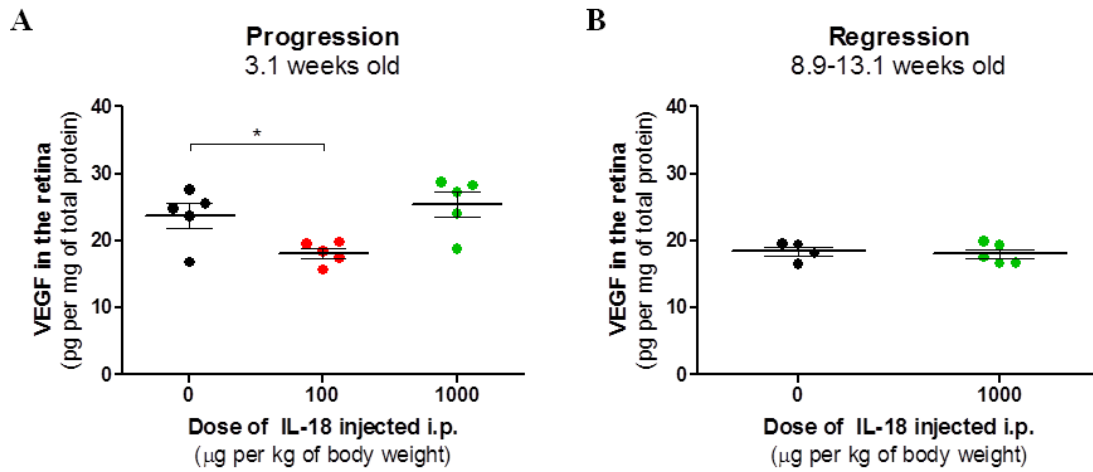 A
Progression
3.1 weeks old
VEGF in the retina
(pg per mg of total protein)
40
30
20
10
0
*
0 100 1000
Dose of IL-18 injected i.p.
(μg per kg of body weight)
B
Regression
8.9-13.1 weeks old
VEGF in the retina
(pg per mg of total protein)
40
30
20
10
0
0 1000
Dose of IL-18 injected i.p.
(μg per kg of body weight)